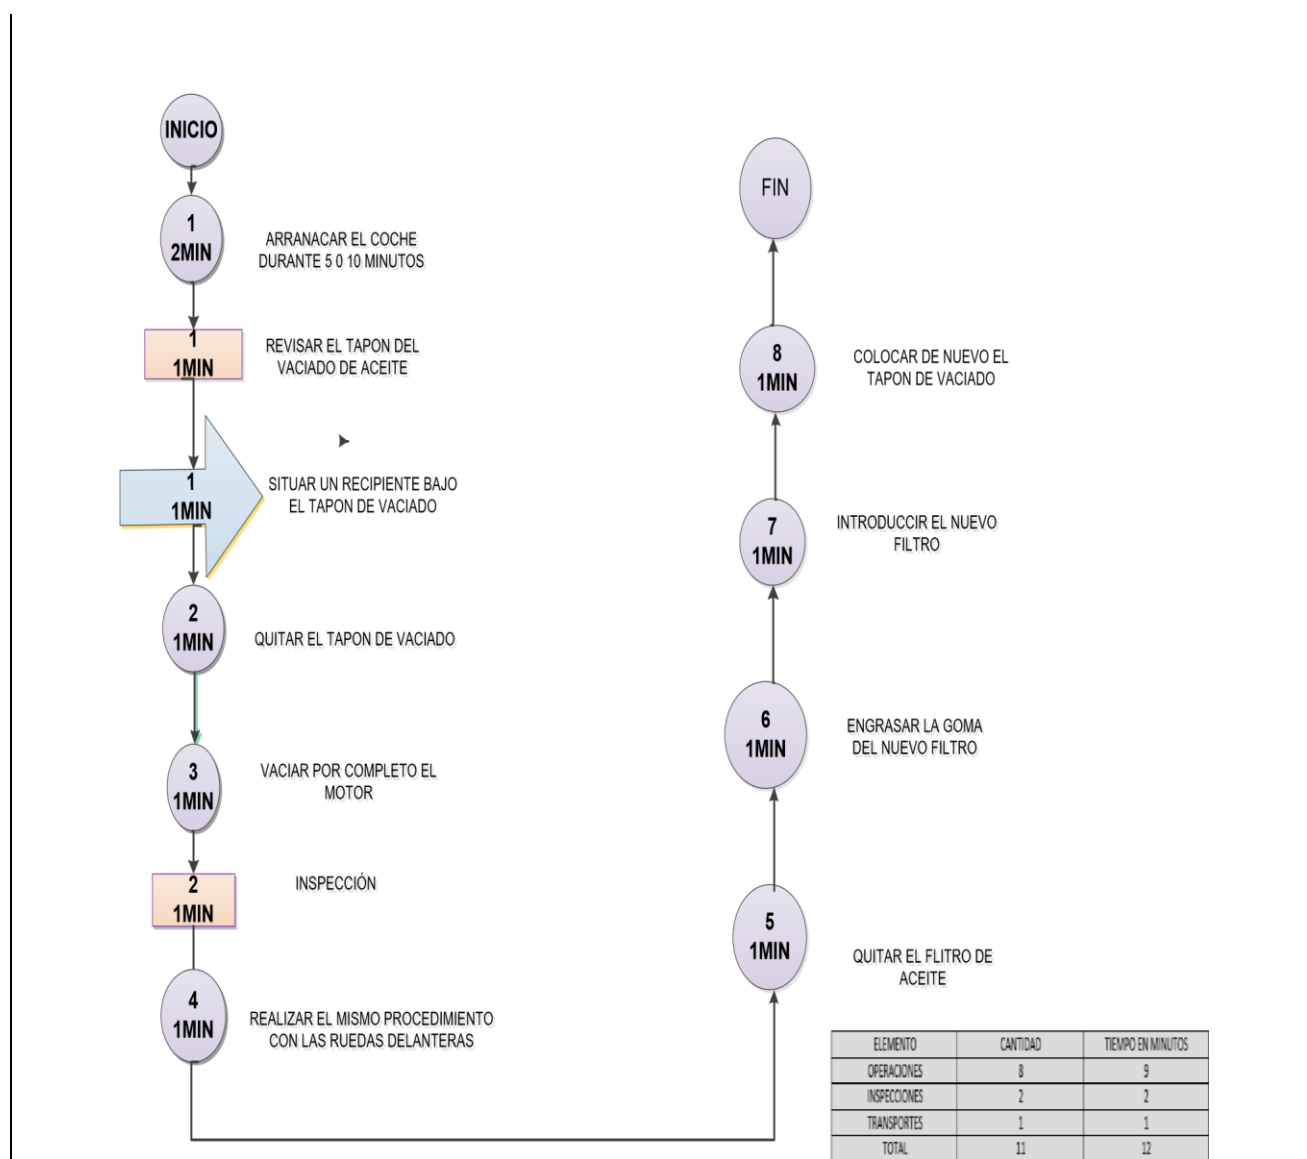 INICIO
1
2MIN
ARRANACAR EL COCHE
DURANTE 5 0 10 MINUTOS
1
1MIN
REVISAR EL TAPON DEL
VACIADO DE ACEITE
1
1MIN
SITUAR UN RECIPIENTE BAJO
EL TAPON DE VACIADO
2
1MIN
QUITAR EL TAPON DE VACIADO
3
1MIN
VACIAR POR COMPLETO EL
MOTOR
2
1MIN
INSPECCIÓN
4
1MIN
REALIZAR EL MISMO PROCEDIMIENTO
CON LAS RUEDAS DELANTERAS
5
1MIN
QUITAR EL FLITRO DE
ACEITE
6
1MIN
ENGRASAR LA GOMA
DEL NUEVO FILTRO
7
1MIN
INTRODUCCIR EL NUEVO
FILTRO
8
1MIN
COLOCAR DE NUEVO EL
TAPON DE VACIADO
FIN
ELEMENTO CANTIDAD TIEMPO EN MINUTOS
OPERACIONES 8 9
INSPECCIONES 2 2
TRANSPORTES 1 1
TOTAL 11 12